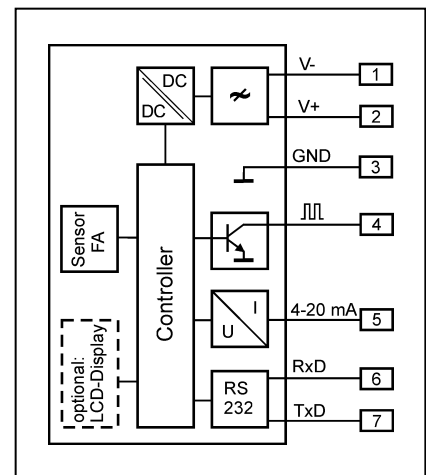 DC
DC
V-
1
V+
2
GND
3
4
Sensor
FA
Controller
I
U
4-20 mA
5
optional:
LCD-Display
RS
232
RxD
6
TxD
7